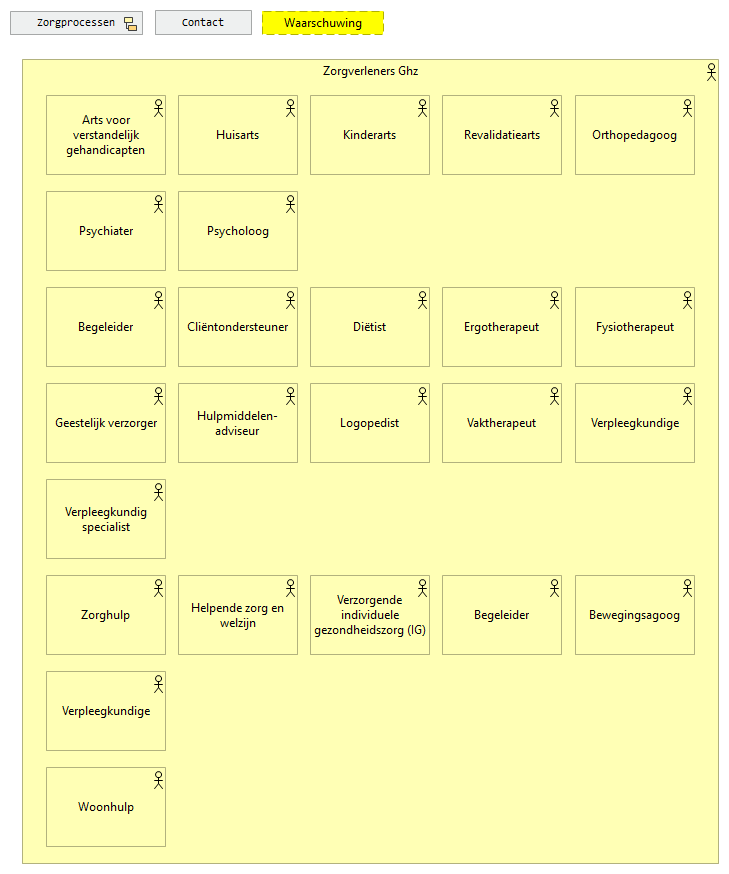 Zorgprocessen
Contact
Waarschuwing
Zorgverleners Ghz
Arts voor
verstandelijk
gehandicapten
Huisarts
Kinderarts
Revalidatiearts
Orthopedagoog
Psychiater
Psycholoog
Begeleider
Cliëntondersteuner
Diëtist
Ergotherapeut
Fysiotherapeut
Geestelijk verzorger
Hulpmiddelen-
adviseur
Logopedist
Vaktherapeut
Verpleegkundige
Verpleegkundig
specialist
Zorghulp
Helpende zorg en
welzijn
Verzorgende
individuele
gezondheidszorg (IG)
Begeleider
Bewegingsagoog
Verpleegkundige
Woonhulp